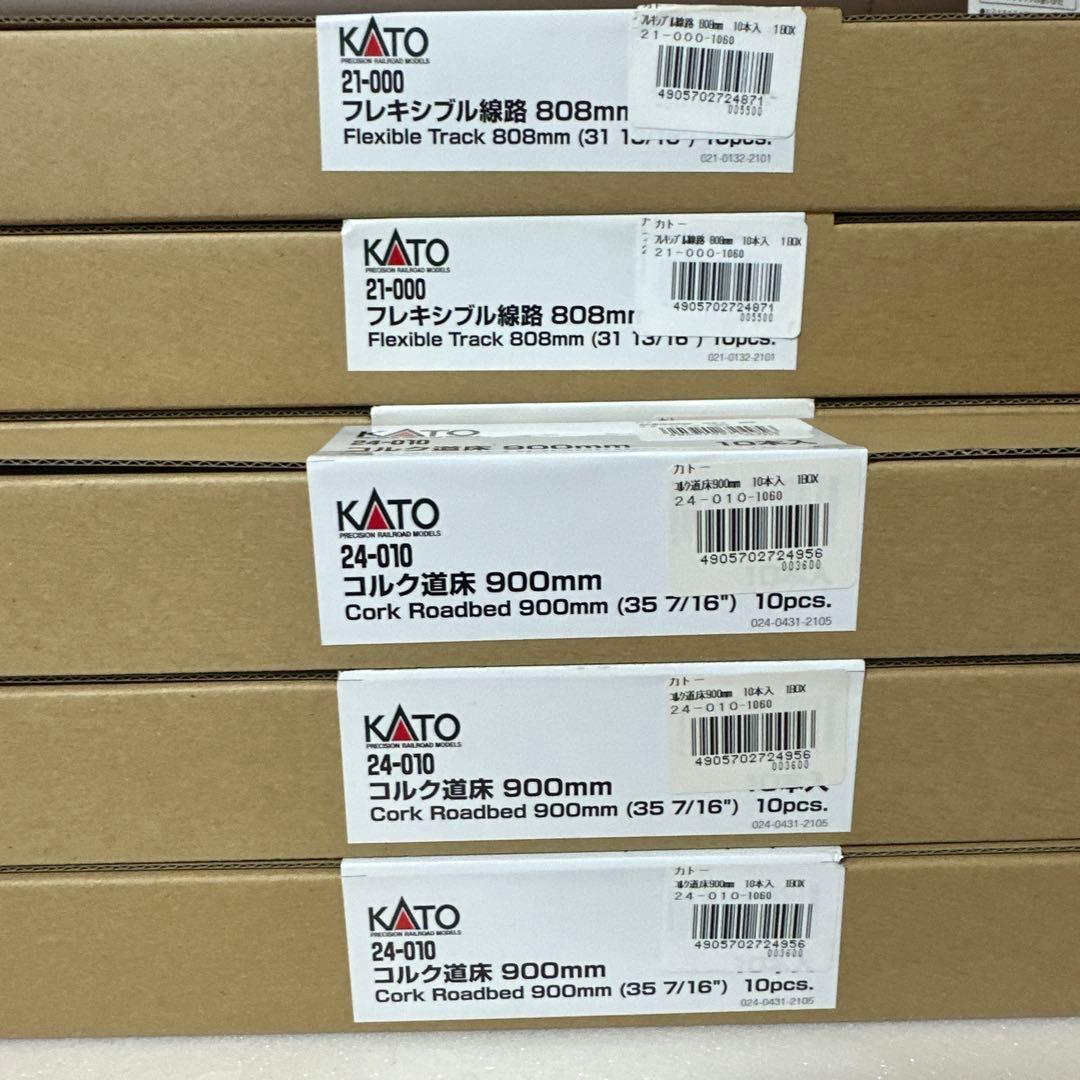 KATO
PRECISION RAILROAD MODELS
21-000
フレキシブル線路 808mm
Flexible Track 808mm (31 13/16") 10pcs.
021-0132-2101
フレキシブル線路 808mm 10本入 1BOX
21-000-1060
4905702724871
005500
KATO
PRECISION RAILROAD MODELS
21-000
フレキシブル線路 808mm
Flexible Track 808mm (31 13/16") 10pcs.
021-0132-2101
カトー
フレキシブル線路 808mm 10本入 1BOX
21-000-1060
4905702724871
005500
KATO
24-010
コルク道床 900mm
10本入
KATO
PRECISION RAILROAD MODELS
24-010
コルク道床 900mm
Cork Roadbed 900mm (35 7/16") 10pcs.
024-0431-2105
カトー
コルク道床900mm 10本入 1BOX
24-010-1060
4905702724956
003600
KATO
PRECISION RAILROAD MODELS
24-010
コルク道床 900mm
10本入
Cork Roadbed 900mm (35 7/16") 10pcs.
024-0431-2105
カトー
コルク道床900mm 10本入 1BOX
24-010-1060
4905702724956
003600
KATO
PRECISION RAILROAD MODELS
24-010
コルク道床 900mm
Cork Roadbed 900mm (35 7/16") 10pcs.
024-0431-2105
カトー
コルク道床900mm 10本入 1BOX
24-010-1060
4905702724956
003600